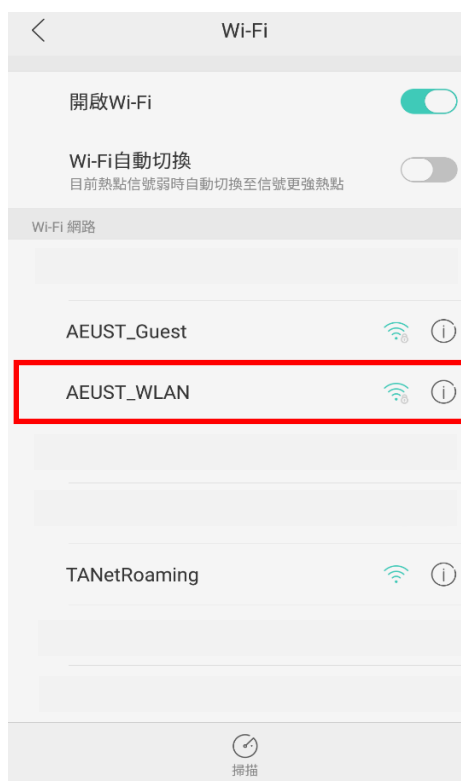 Wi-Fi
開啟Wi-Fi
Wi-Fi自動切換
目前熱點信號弱時自動切換至信號更強熱點
Wi-Fi 網路
AEUST_Guest
AEUST_WLAN
TANetRoaming
掃描